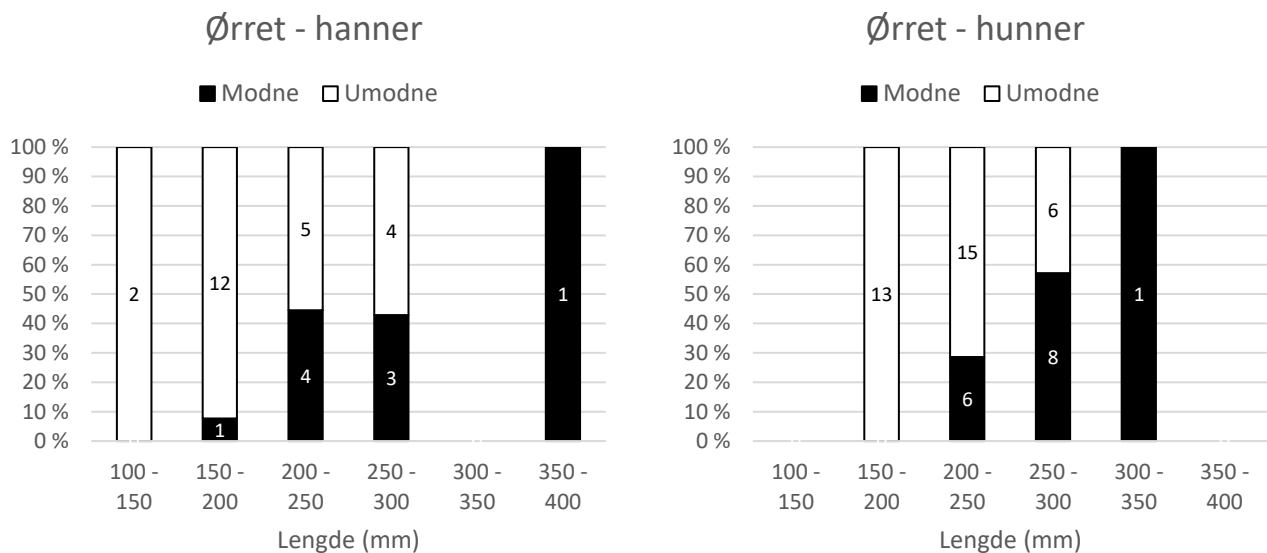 Ørret - hanner
Modne Umodne
100 %
90 %
80 %
70 %
60 %
50 %
40 %
30 %
20 %
10 %
0 %
2
12
1
5
4
4
3
1
100 - 150
150 - 200
200 - 250
250 - 300
300 - 350
350 - 400
Lengde (mm)
Ørret - hunner
Modne Umodne
100 %
90 %
80 %
70 %
60 %
50 %
40 %
30 %
20 %
10 %
0 %
13
15
6
6
8
1
100 - 150
150 - 200
200 - 250
250 - 300
300 - 350
350 - 400
Lengde (mm)